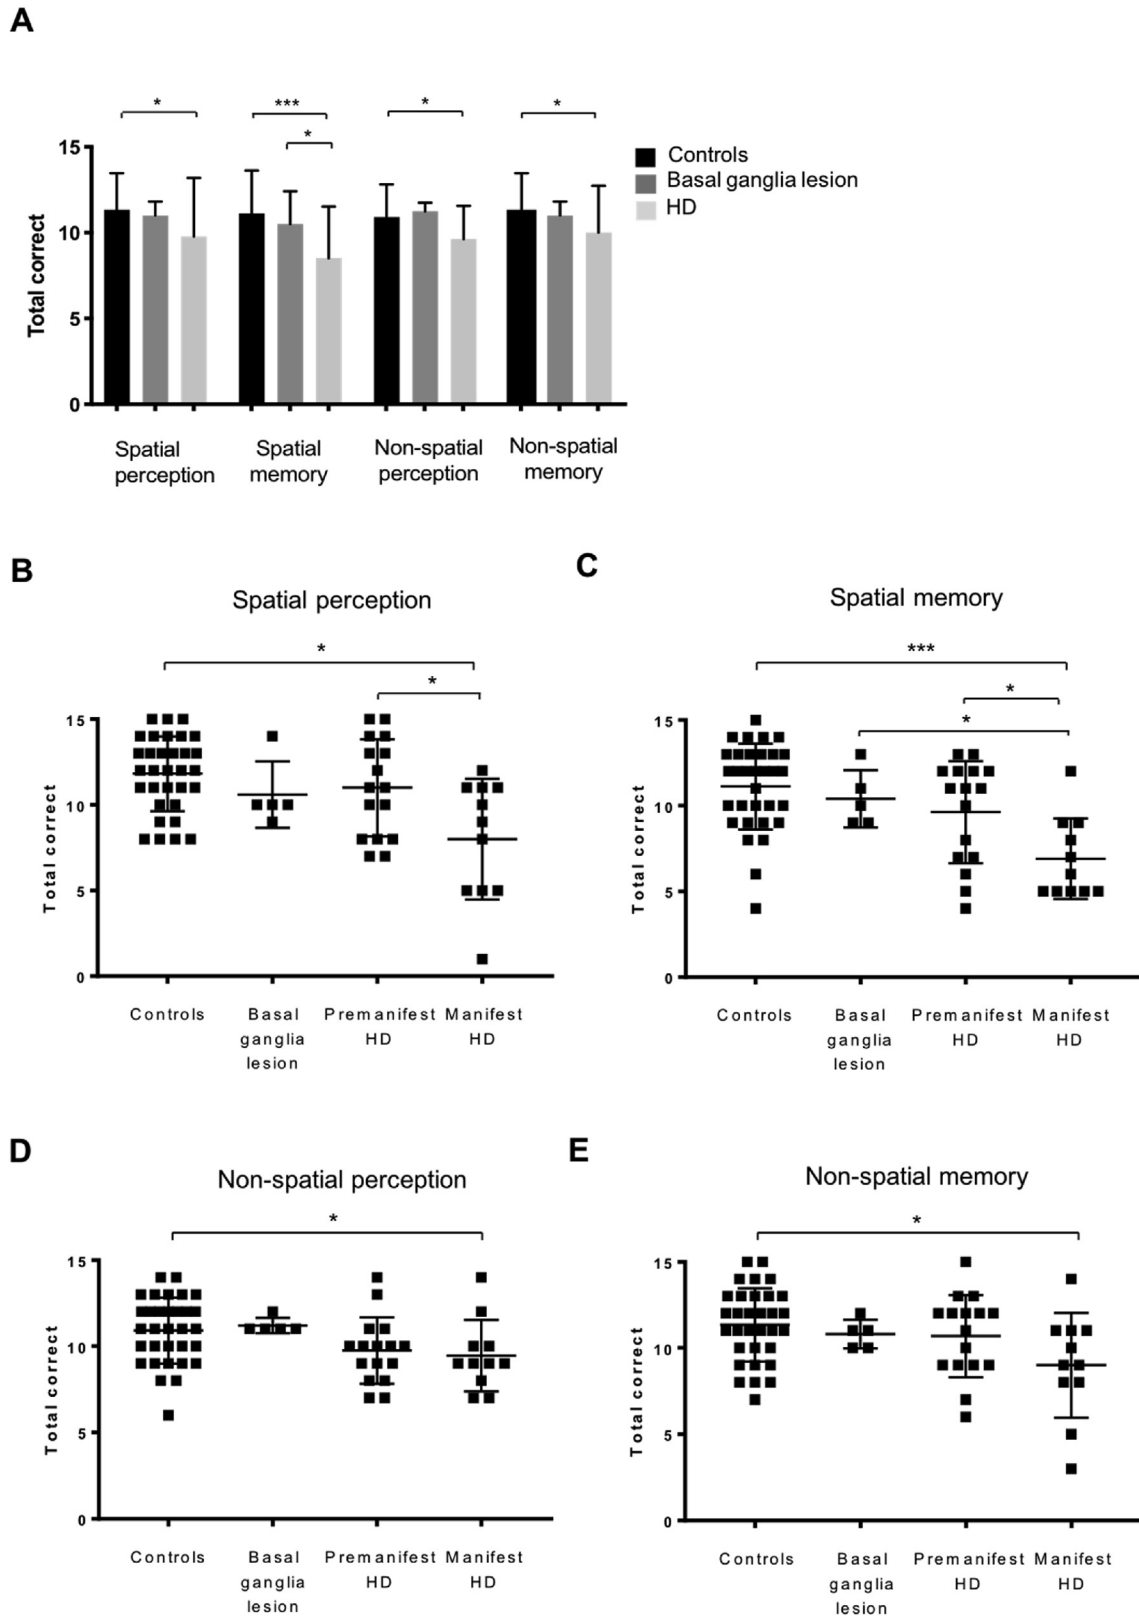 A
*
***
*
*
*
15
10
5
0
Total correct
Controls
Basal ganglia lesion
HD
Spatial
perception
Spatial
memory
Non-spatial
perception
Non-spatial
memory
B
Spatial perception
*
*
15
10
5
0
Total correct
Controls
Basal
ganglia
lesion
Premanifest
HD
Manifest
HD
C
Spatial memory
***
*
*
15
10
5
0
Total correct
Controls
Basal
ganglia
lesion
Premanifest
HD
Manifest
HD
D
Non-spatial perception
*
15
10
5
0
Total correct
Controls
Basal
ganglia
lesion
Premanifest
HD
Manifest
HD
E
Non-spatial memory
*
15
10
5
0
Total correct
Controls
Basal
ganglia
lesion
Premanifest
HD
Manifest
HD